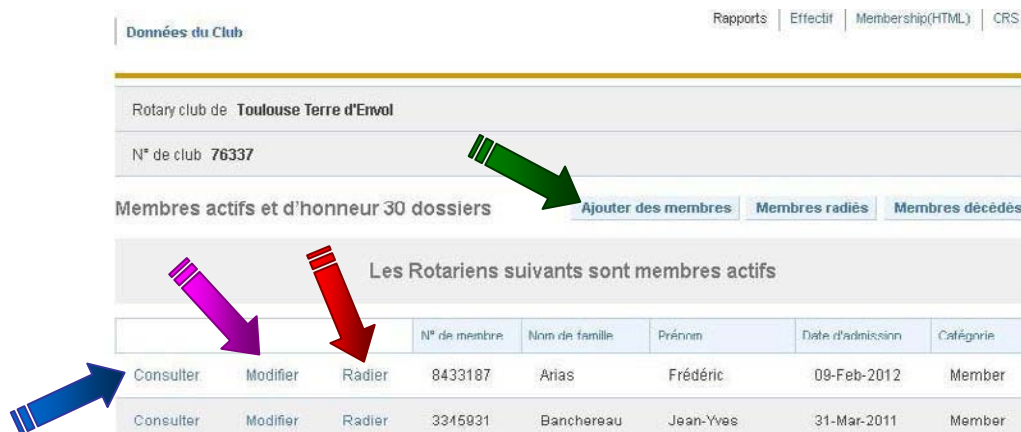 Données du Club
Rapports | Effectif | Membership(HTML) | CRS
Rotary club de Toulouse Terre d'Envol
N° de club 76337
Membres actifs et d'honneur 30 dossiers
Ajouter des membres Membres radiés Membres décédés
Les Rotariens suivants sont membres actifs
N° de membre Nom de famille Prénom Date d'admission Catégorie
Consulter Modifier Radier 8433187 Arias Frédéric 09-Feb-2012 Member
Consulter Modifier Radier 3345931 Banchereau Jean-Yves 31-Mar-2011 Member